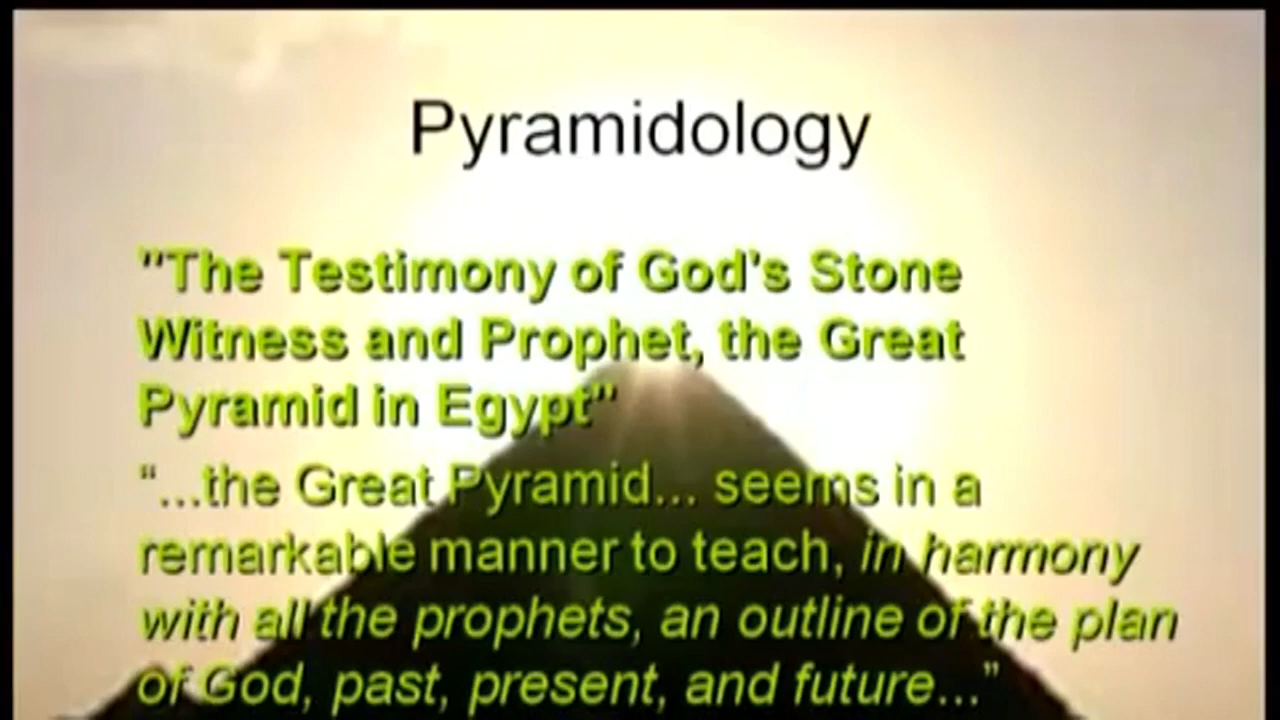 Pyramidology
"The Testimony of God's Stone
Witness and Prophet, the Great
Pyramid in Egypt"
“...the Great Pyramid... seems in a
remarkable manner to teach, in harmony
with all the prophets, an outline of the plan
of God, past, present, and future...”